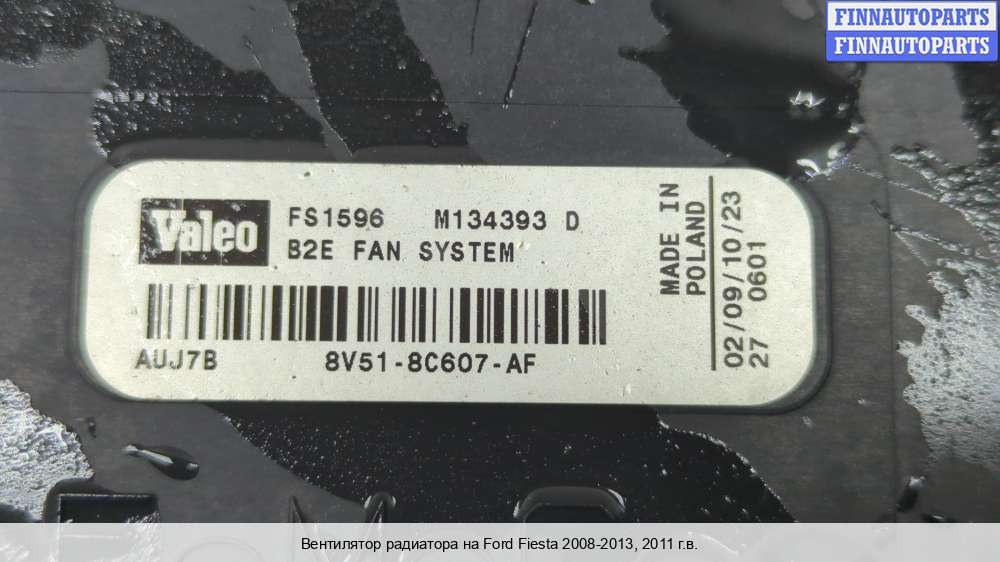 FINNAUTOPARTS
FINNAUTOPARTS
Valeo
FS1596 M134393 D
B2E FAN SYSTEM
AUJ7B 8V51-8C607-AF
MADE IN
POLAND
02/09/10/23
27 0601
Вентилятор радиатора на Ford Fiesta 2008-2013, 2011 г.в.